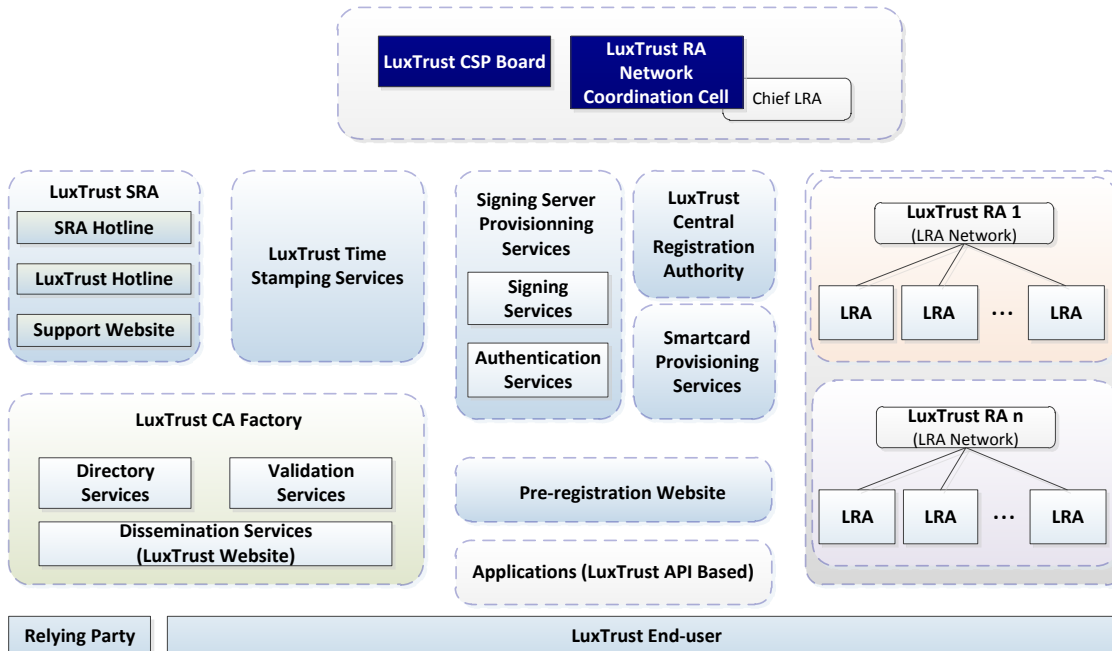 LuxTrust CSP Board
LuxTrust RA
Network
Coordination Cell
Chief LRA
LuxTrust SRA
SRA Hotline
LuxTrust Hotline
Support Website
LuxTrust Time
Stamping Services
Signing Server
Provisionning
Services
Signing
Services
Authentication
Services
LuxTrust
Central
Registration
Authority
Smartcard
Provisioning
Services
LuxTrust RA 1
(LRA Network)
LRA
LRA
...
LRA
LuxTrust RA n
(LRA Network)
LRA
LRA
...
LRA
LuxTrust CA Factory
Directory
Services
Validation
Services
Dissemination Services
(LuxTrust Website)
Pre-registration Website
Applications (LuxTrust API Based)
Relying Party
LuxTrust End-user